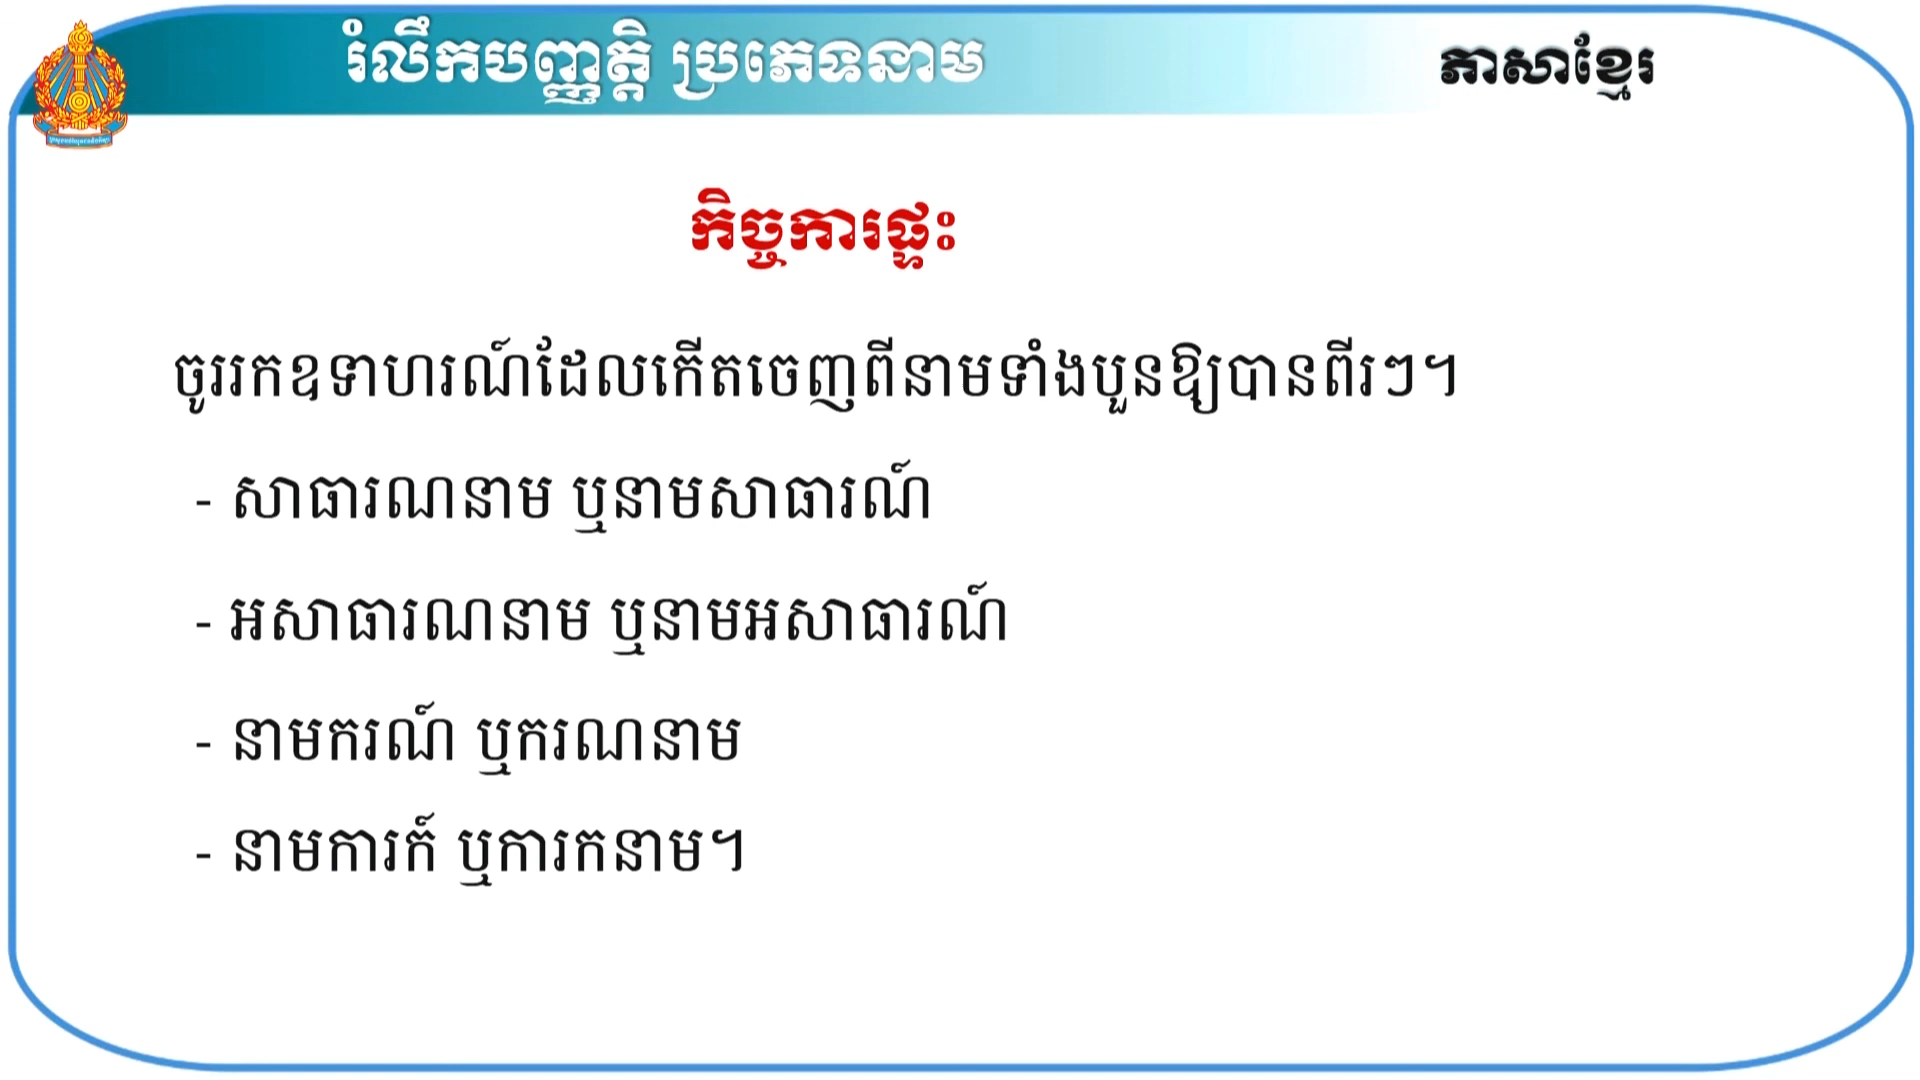 រំលឹកបញ្ញត្តិ ប្រភេទនាម
ភាសាខ្មែរ
កិច្ចការផ្ទះ
ចូររកឧទាហរណ៍ដែលកើតចេញពីនាមទាំងបួនឱ្យបានពីរៗ។
- សាធារណនាម ឬនាមសាធារណ៍
- អសាធារណនាម ឬនាមអសាធារណ៍
- នាមករណ៍ ឬករណនាម
- នាមការក៍ ឬការកនាម។